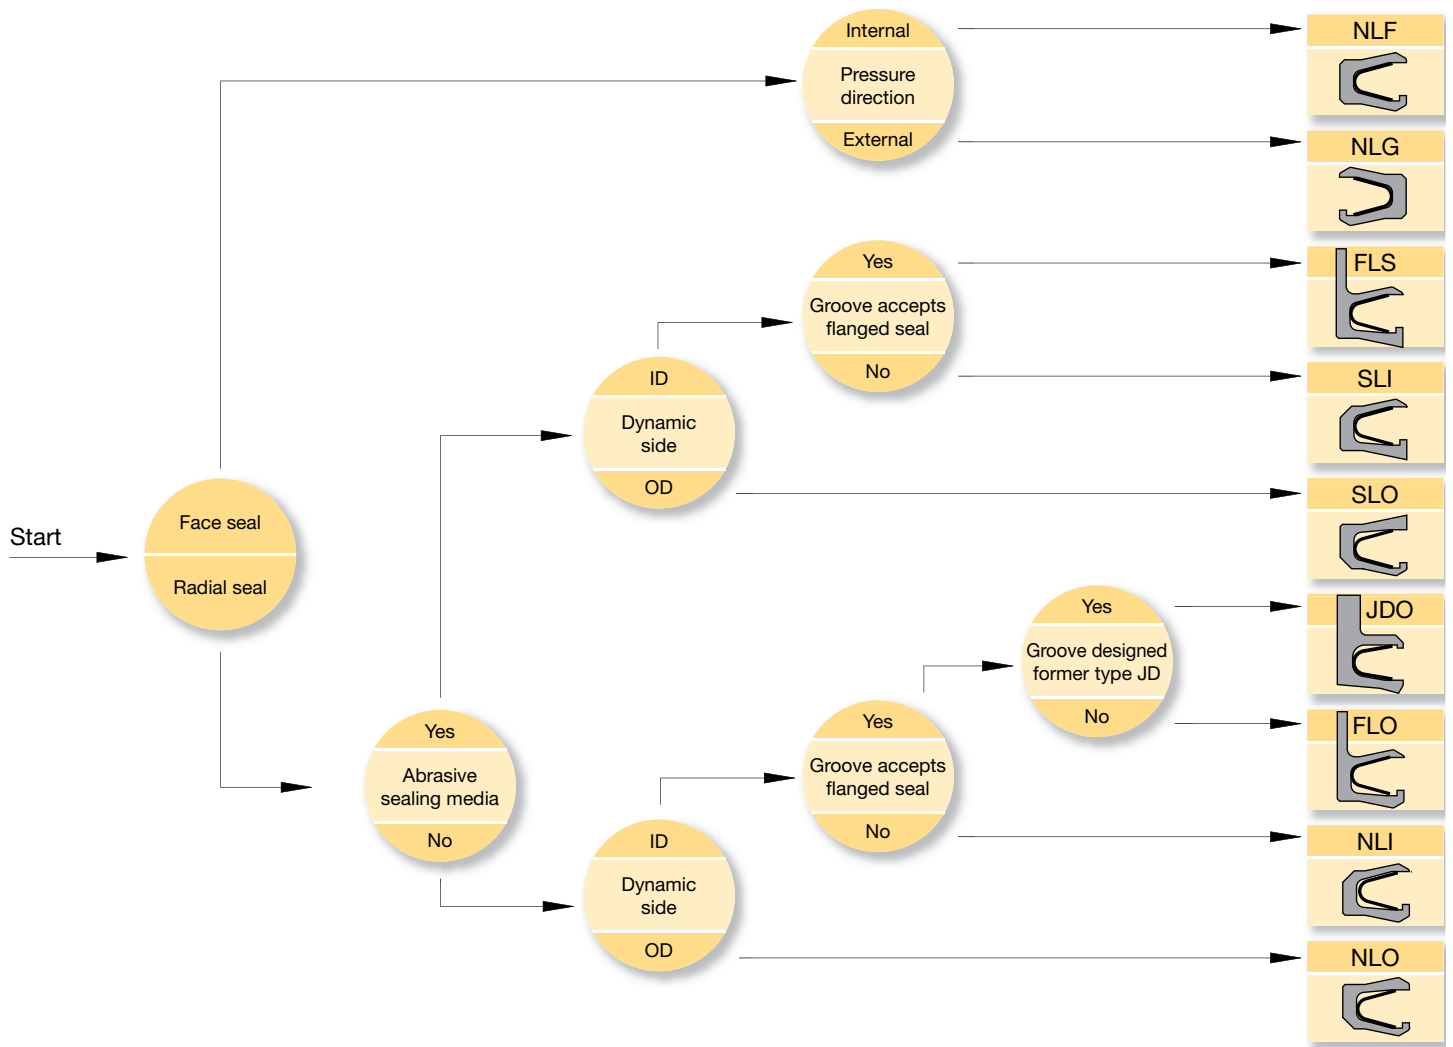 Internal
Pressure
direction
External
NLF
NLG
Yes
Groove accepts
flanged seal
No
FLS
SLI
ID
Dynamic
side
OD
SLO
Start
Face seal
Radial seal
Yes
Groove designed
former type JD
No
JDO
FLO
Yes
Abrasive
sealing media
No
Yes
Groove accepts
flanged seal
No
NLI
ID
Dynamic
side
OD
NLO